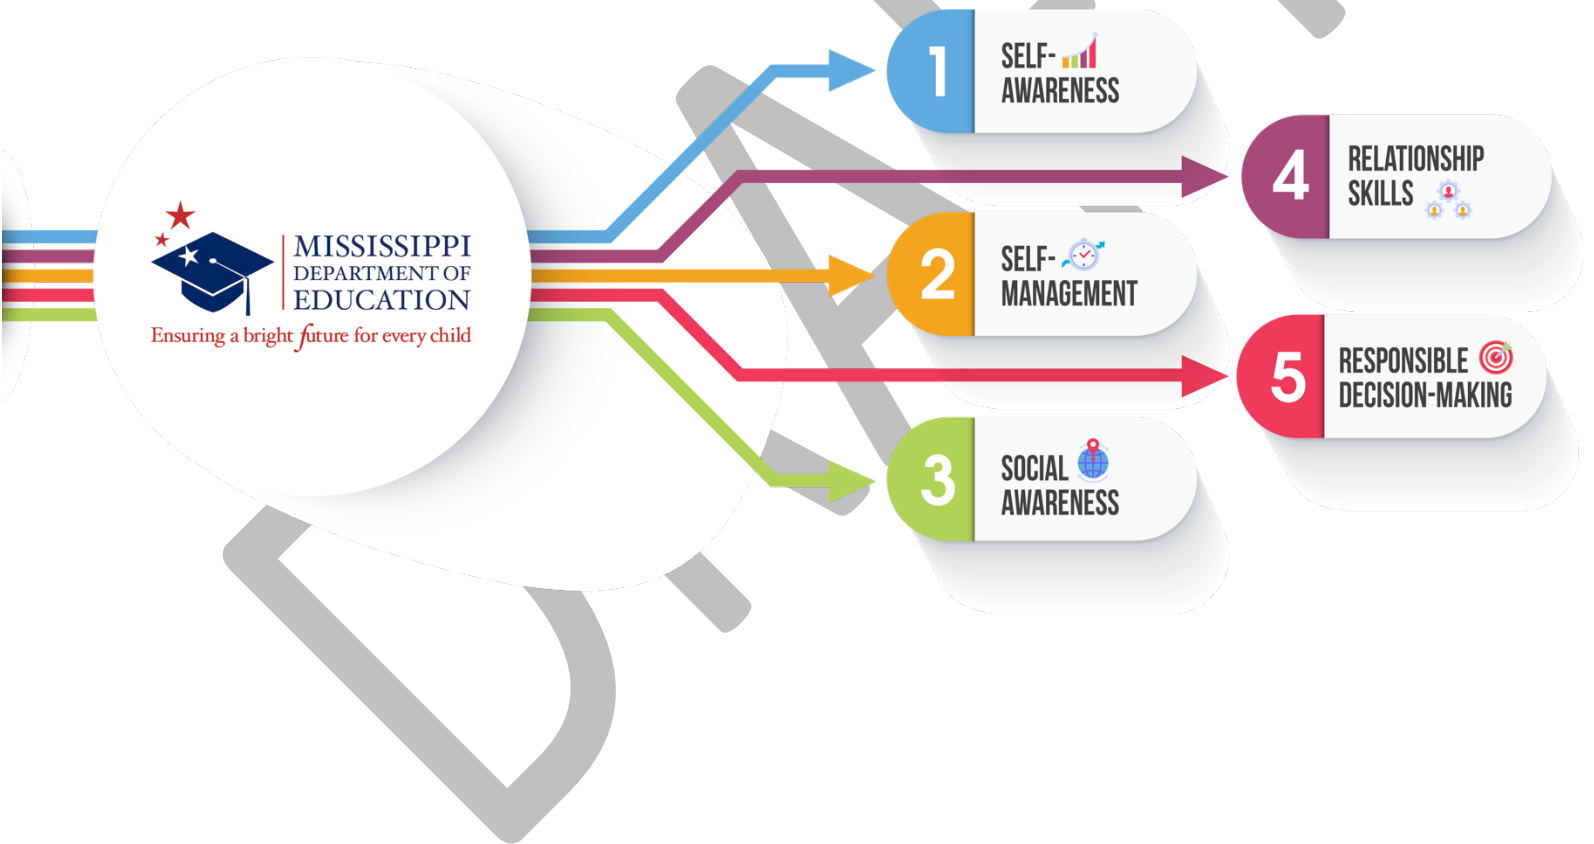 MISSISSIPPI
DEPARTMENT OF
EDUCATION
Ensuring a bright future for every child
1
SELF-
AWARENESS
2
SELF-
MANAGEMENT
3
SOCIAL
AWARENESS
4
RELATIONSHIP
SKILLS
5
RESPONSIBLE
DECISION-MAKING